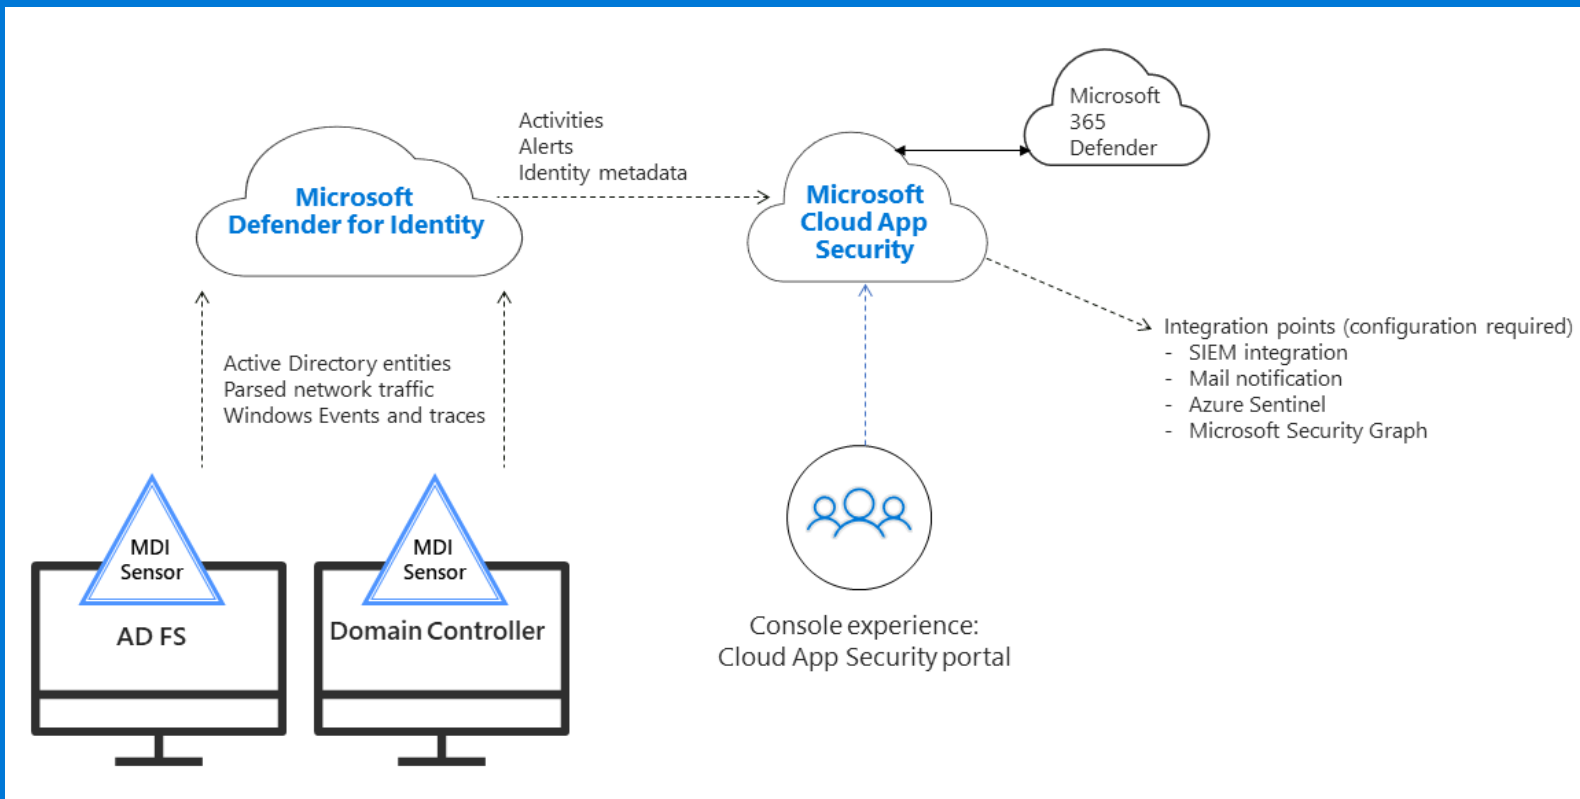 Microsoft
365
Defender
Activities
Alerts
Identity metadata
Microsoft
Defender for Identity
Microsoft
Cloud App
Security
Integration points (configuration required)
- SIEM integration
- Mail notification
- Azure Sentinel
- Microsoft Security Graph
Active Directory entities
Parsed network traffic
Windows Events and traces
MDI
Sensor
AD FS
MDI
Sensor
Domain Controller
Console experience:
Cloud App Security portal